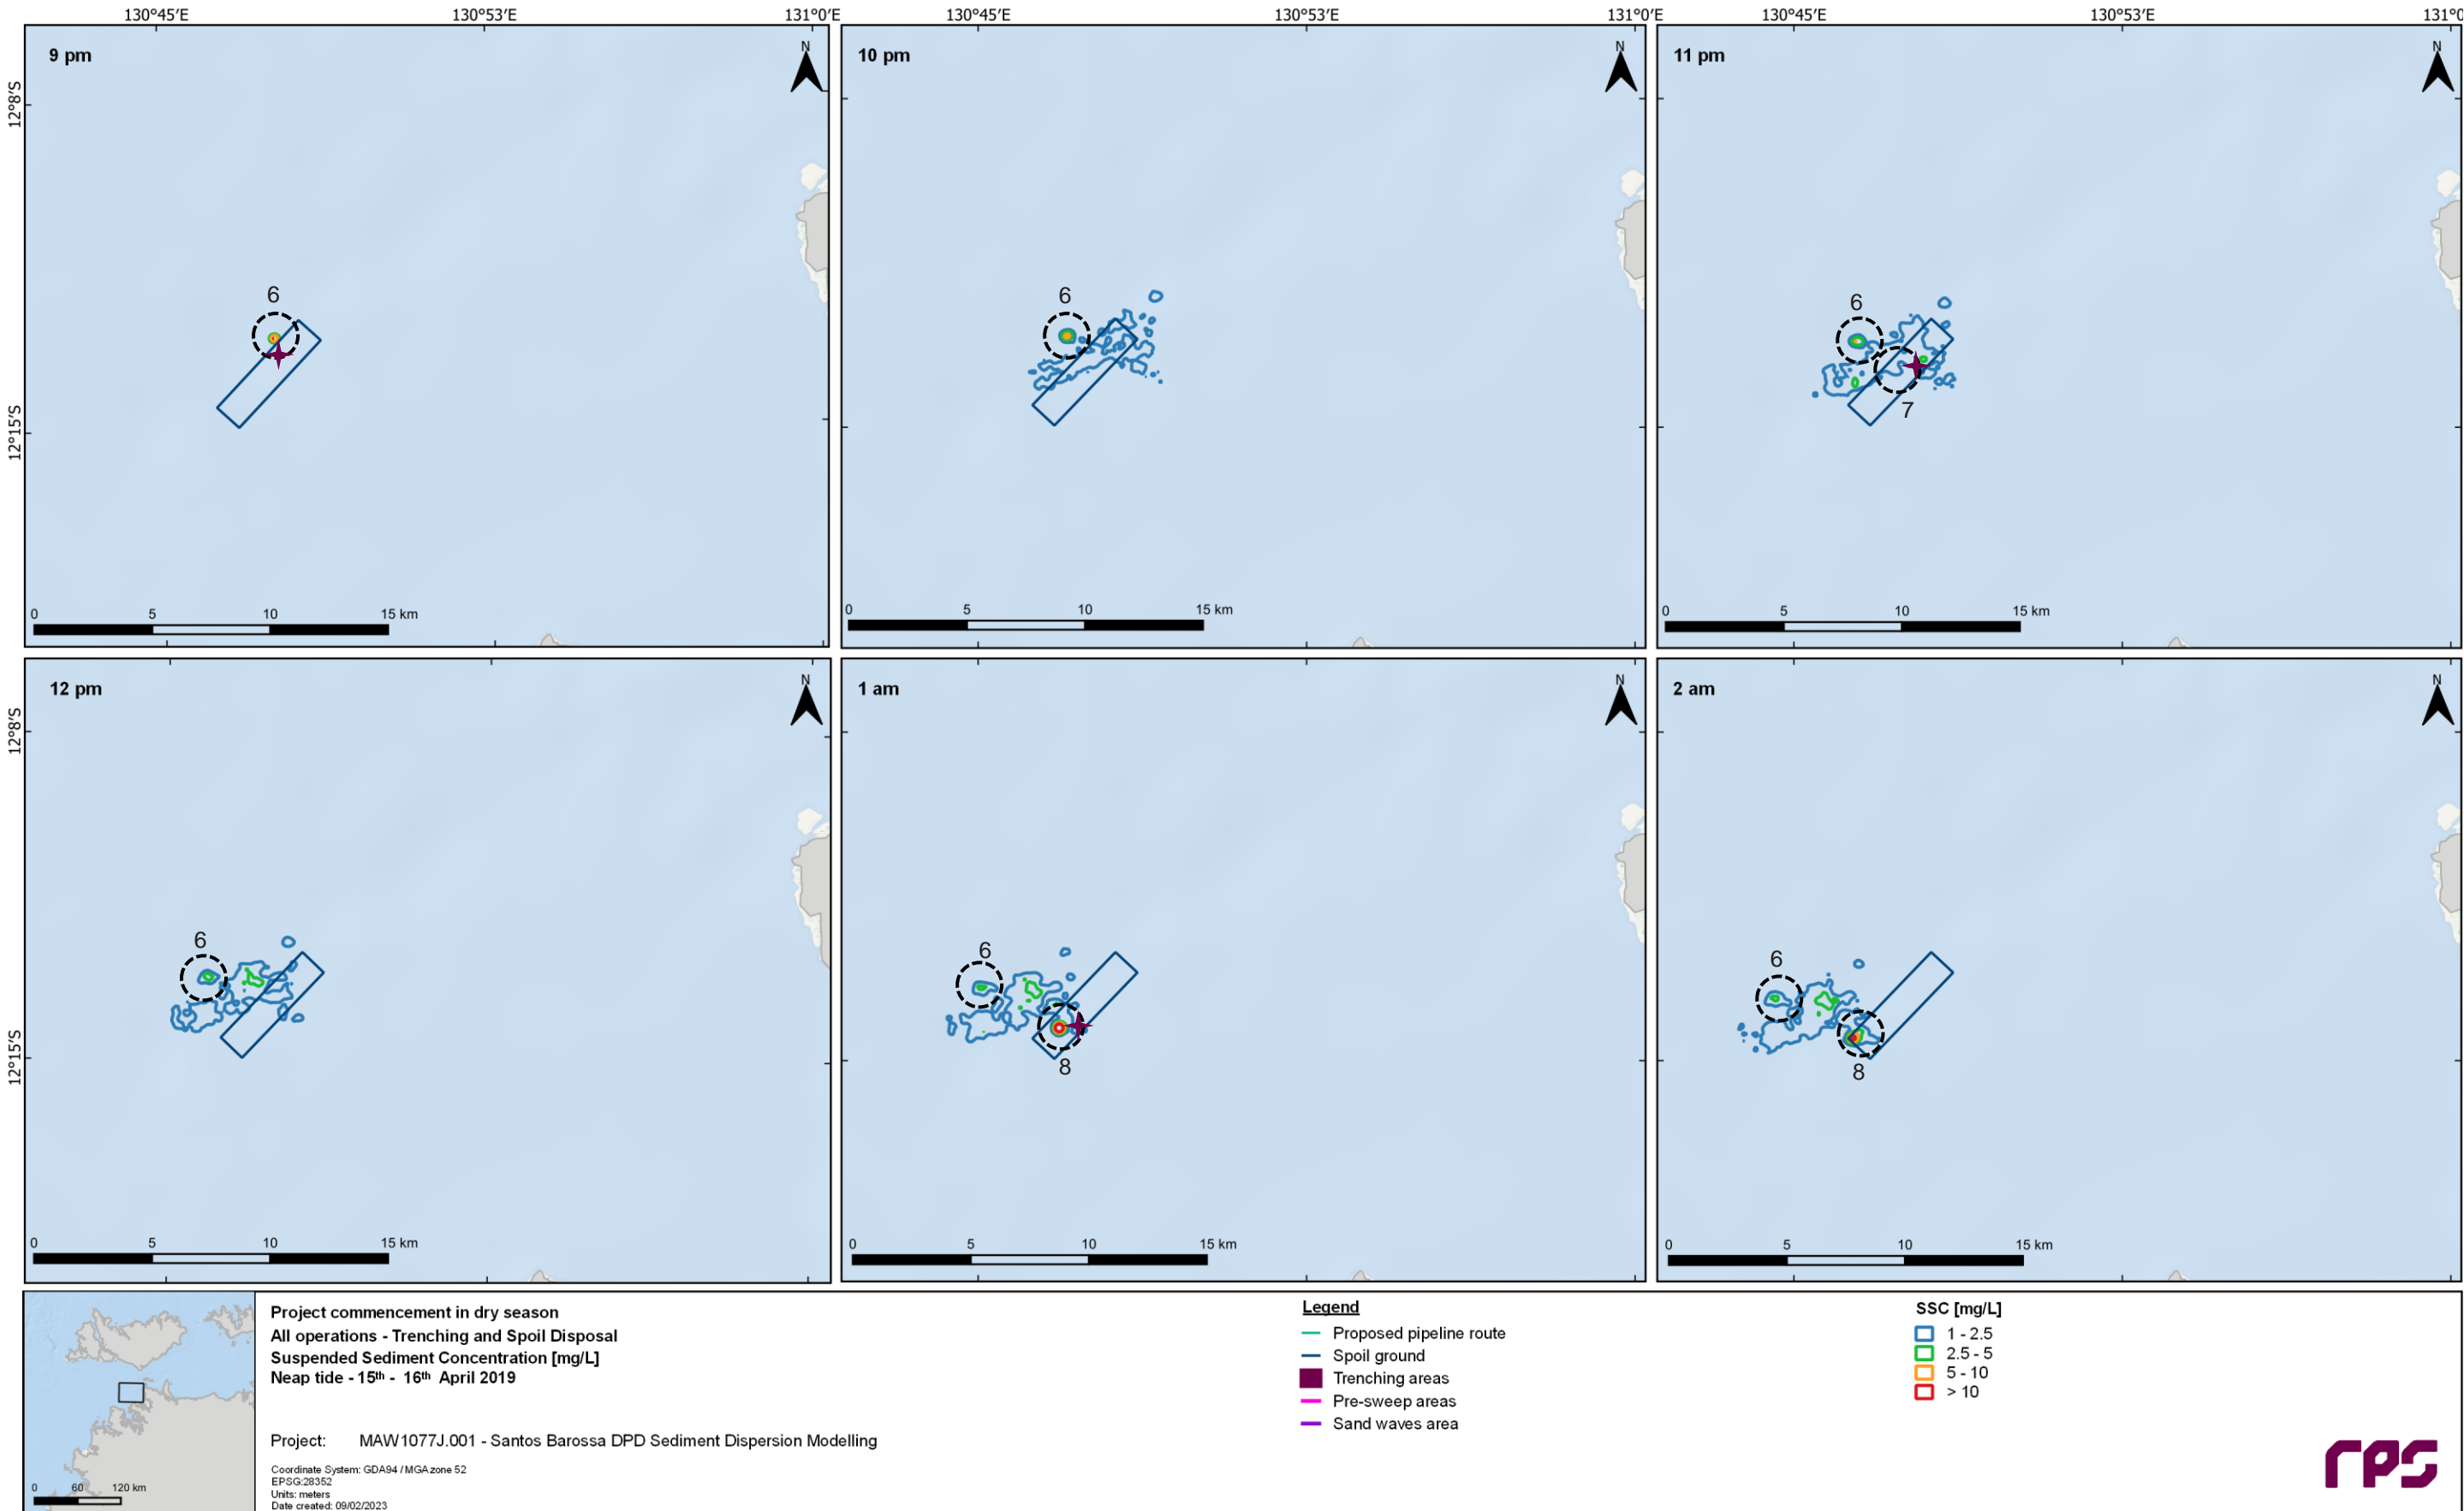 130°45'E 130°53'E 131°0'E 130°45'E 130°53'E 131°0'E 130°45'E 130°53'E 131°0
9 pm N 10 pm N 11 pm N
12°8'S
6 6 6
7
12°15'S
0 5 10 15 km 0 5 10 15 km 0 5 10 15 km
12 pm N 1 am N 2 am N
12°8'S
6 6 6
8 8
12°15'S
0 5 10 15 km 0 5 10 15 km 0 5 10 15 km
Project commencement in dry season
All operations - Trenching and Spoil Disposal
Suspended Sediment Concentration [mg/L]
Neap tide - 15th - 16th April 2019
Project: MAW1077J.001 - Santos Barossa DPD Sediment Dispersion Modelling
Coordinate System: GDA94 / MGA zone 52
EPSG:28352
Units: meters
Date created: 09/02/2023
0 60 120 km
Legend
Proposed pipeline route
Spoil ground
Trenching areas
Pre-sweep areas
Sand waves area
SSC [mg/L]
1 - 2.5
2.5 - 5
5 - 10
> 10
rps